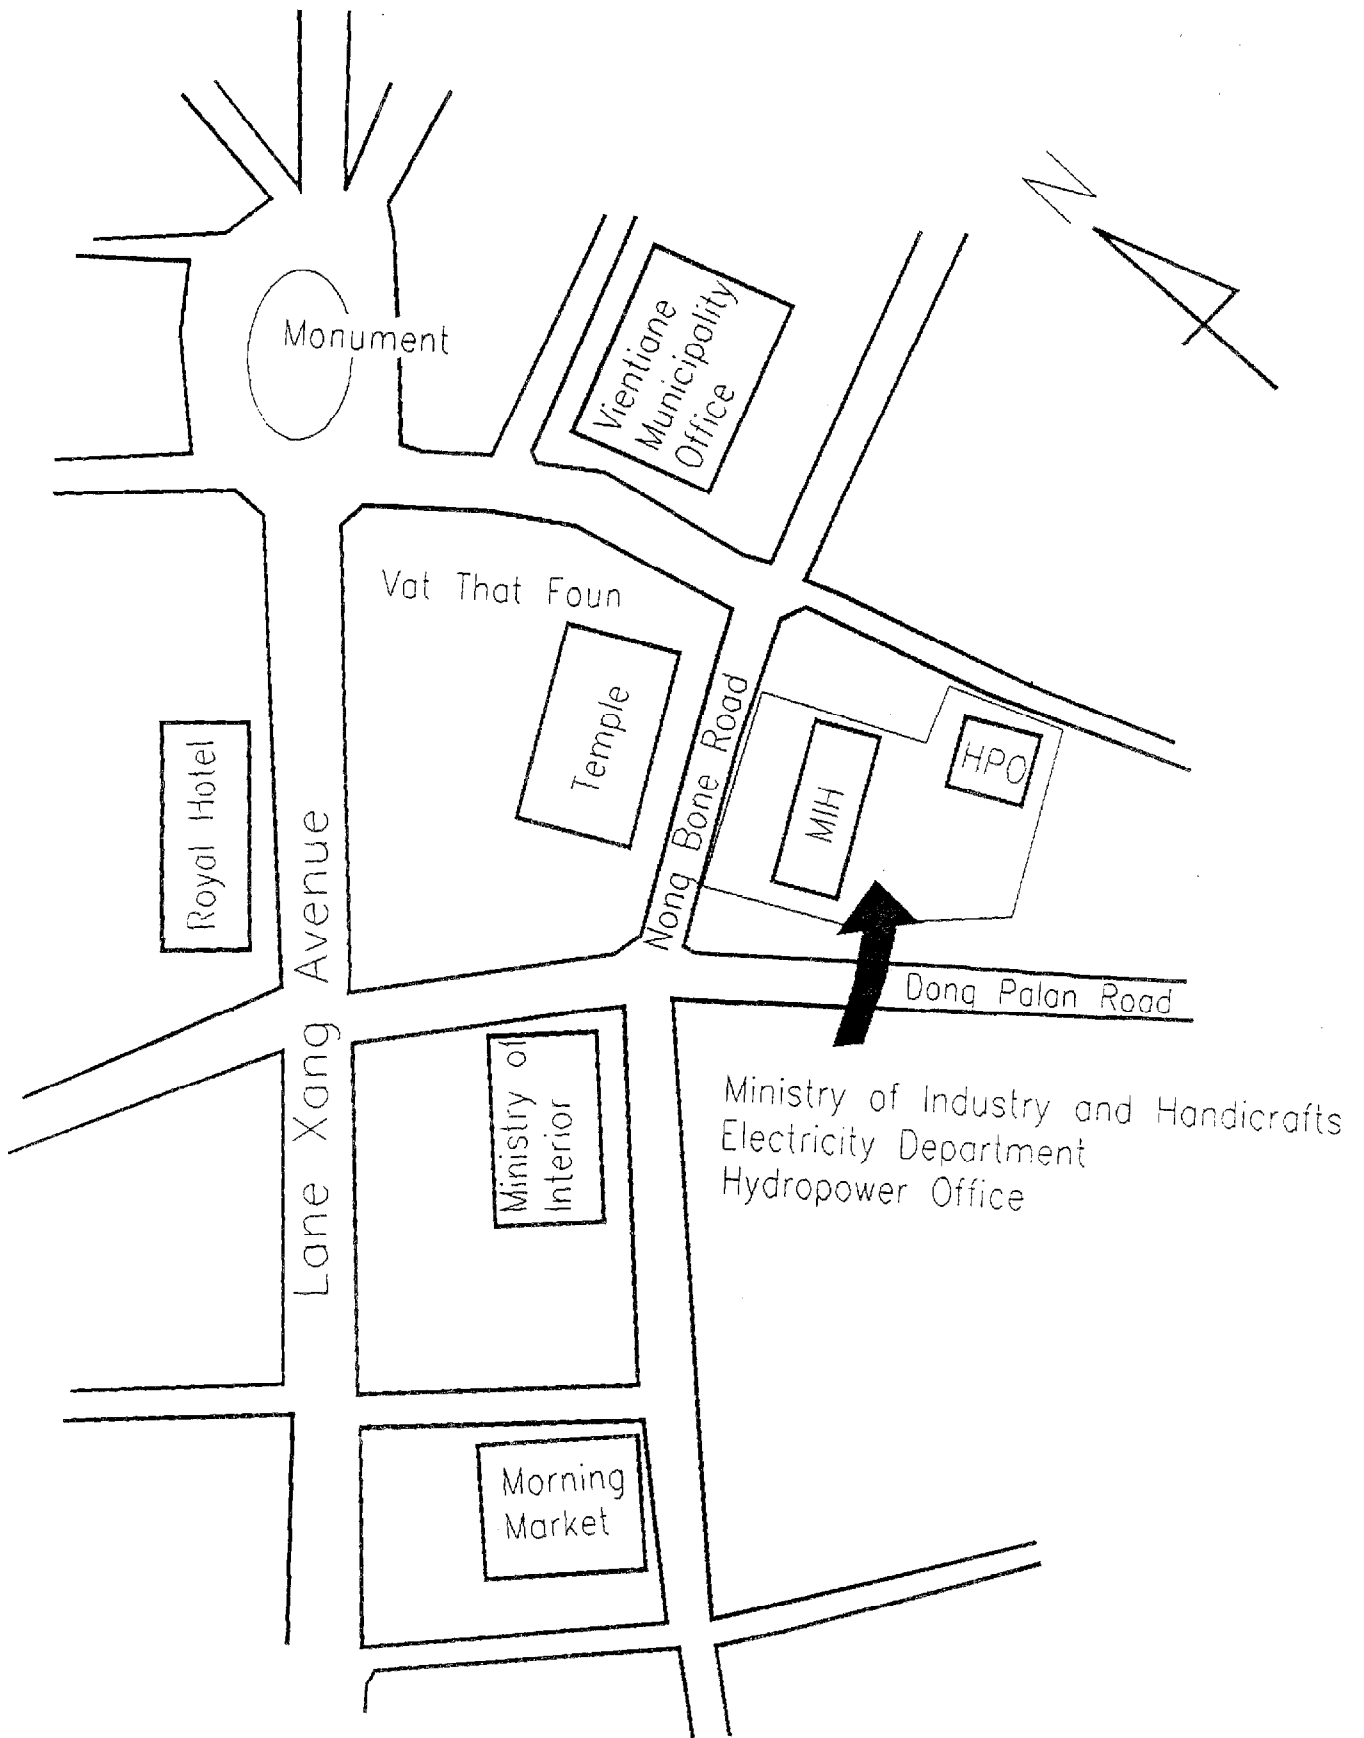 N
Monument
Vientiane
Municipality
Office
Vat That Foun
Temple
Nong Bone Road
MIH
HPO
Royal Hotel
Lane Xang Avenue
Dong Palan Road
Ministry of
Interior
Ministry of Industry and Handicrafts
Electricity Department
Hydropower Office
Morning
Market